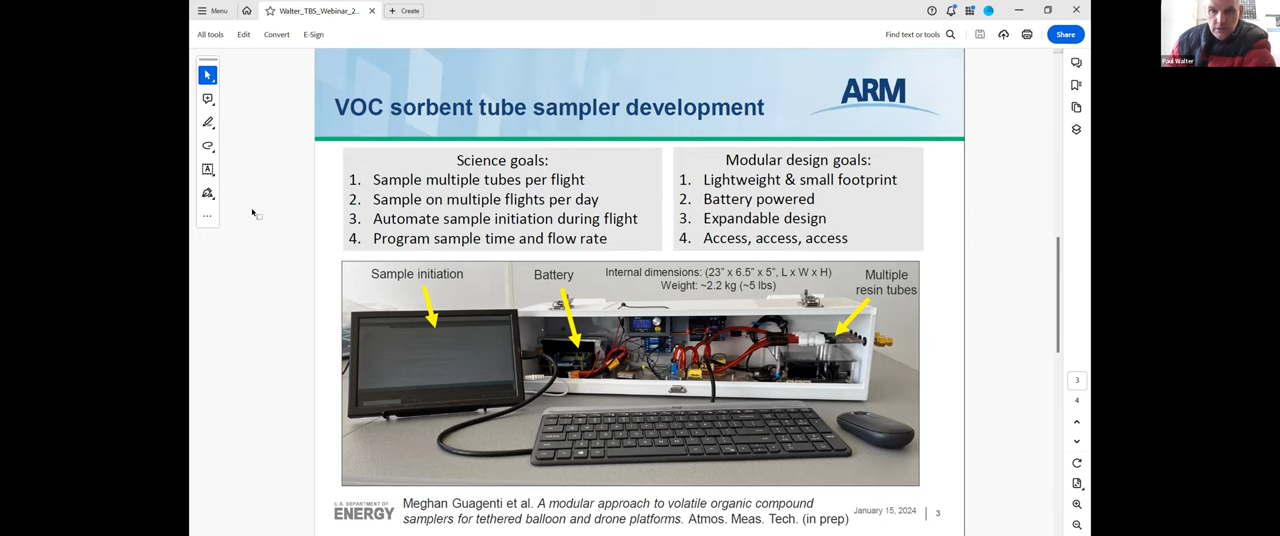 Menu
Walter_TBS_Webinar_2...
Create
All tools
Edit
Convert
E-Sign
Find text or tools
Share
Paul Walter
VOC sorbent tube sampler development
ARM
Science goals:
1. Sample multiple tubes per flight
2. Sample on multiple flights per day
3. Automate sample initiation during flight
4. Program sample time and flow rate
Modular design goals:
1. Lightweight & small footprint
2. Battery powered
3. Expandable design
4. Access, access, access
Sample initiation
Battery
Internal dimensions: (23" x 6.5" x 5", L x W x H)
Weight: ~2.2 kg (~5 lbs)
Multiple
resin tubes
3
4
U.S. DEPARTMENT OF
ENERGY
Meghan Guagenti et al. A modular approach to volatile organic compound
samplers for tethered balloon and drone platforms. Atmos. Meas. Tech. (in prep)
January 15, 2024
3